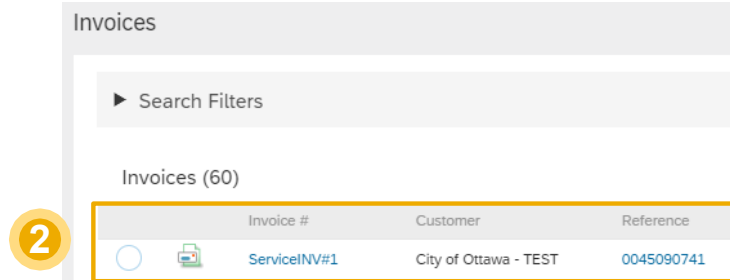 Invoices
► Search Filters
Invoices (60)
Invoice # Customer Reference
2
ServiceINV#1 City of Ottawa - TEST 0045090741